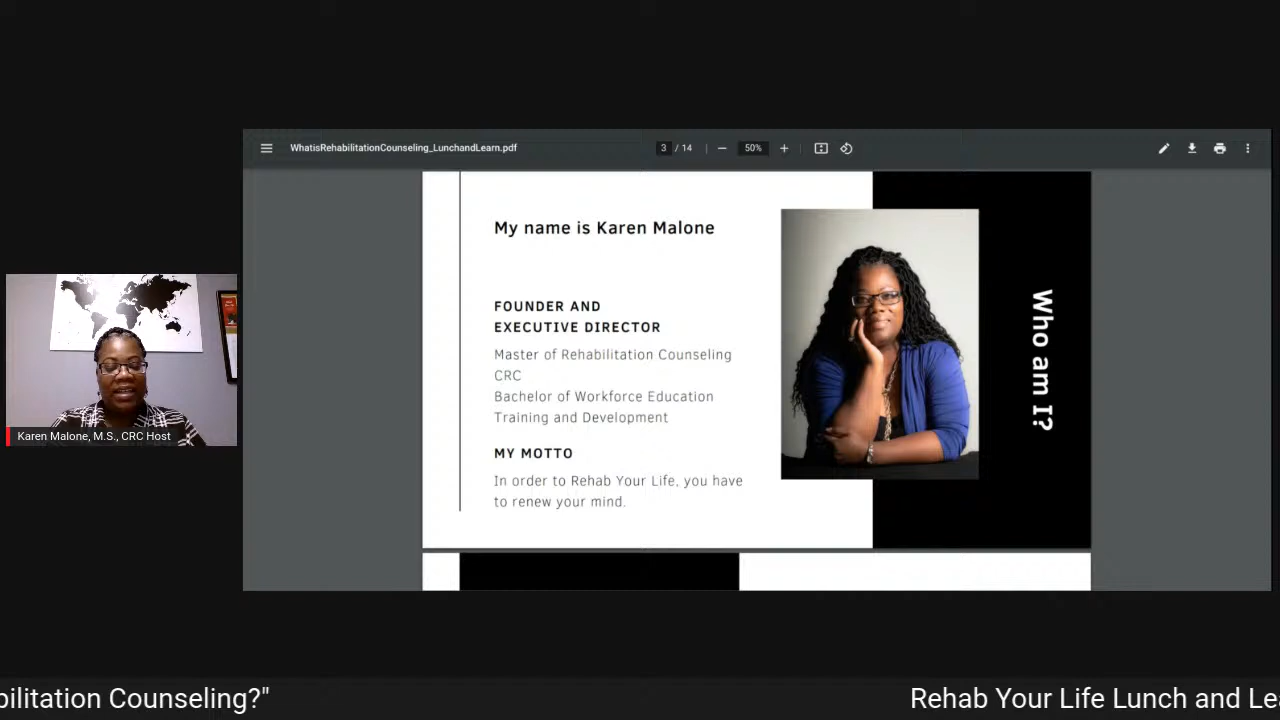 WhatisRehabilitationCounseling_LunchandLearn.pdf
3 / 14
50%
My name is Karen Malone
FOUNDER AND
EXECUTIVE DIRECTOR
Master of Rehabilitation Counseling
CRC
Bachelor of Workforce Education
Training and Development
MY MOTTO
In order to Rehab Your Life, you have
to renew your mind.
Who am I?
Karen Malone, M.S., CRC Host
bilitation Counseling?"
Rehab Your Life Lunch and Le